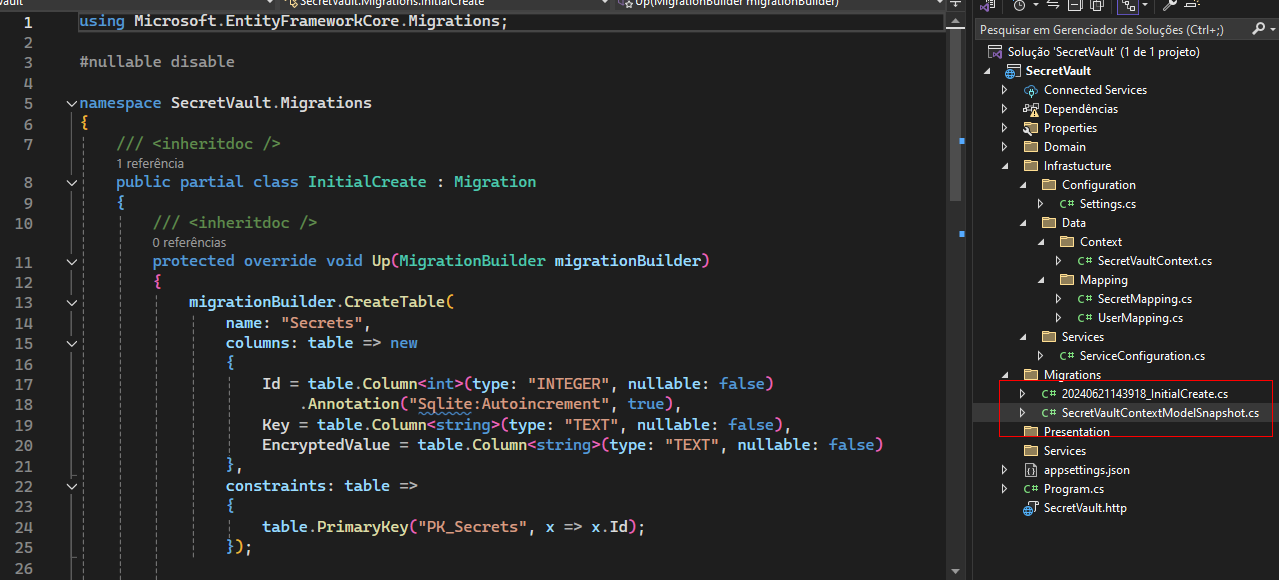 SecretVault.Migrations.InitialCreate
Up(MigrationBuilder migrationBuilder)
1 using Microsoft.EntityFrameworkCore.Migrations;
2
3 #nullable disable
4
5 namespace SecretVault.Migrations
6 {
7 /// <inheritdoc />
1 referência
8 public partial class InitialCreate : Migration
9 {
10 /// <inheritdoc />
0 referências
11 protected override void Up(MigrationBuilder migrationBuilder)
12 {
13 migrationBuilder.CreateTable(
14 name: "Secrets",
15 columns: table => new
16 {
17 Id = table.Column<int>(type: "INTEGER", nullable: false)
18 .Annotation("Sqlite:Autoincrement", true),
19 Key = table.Column<string>(type: "TEXT", nullable: false),
20 EncryptedValue = table.Column<string>(type: "TEXT", nullable: false)
21 },
22 constraints: table =>
23 {
24 table.PrimaryKey("PK_Secrets", x => x.Id);
25 });
26
Pesquisar em Gerenciador de Soluções (Ctrl+;)
Solução 'SecretVault' (1 de 1 projeto)
SecretVault
Connected Services
Dependências
Properties
Domain
Infrastucture
Configuration
C# Settings.cs
Data
Context
C# SecretVaultContext.cs
Mapping
C# SecretMapping.cs
C# UserMapping.cs
Services
C# ServiceConfiguration.cs
Migrations
C# 20240621143918_InitialCreate.cs
C# SecretVaultContextModelSnapshot.cs
Presentation
Services
appsettings.json
C# Program.cs
SecretVault.http